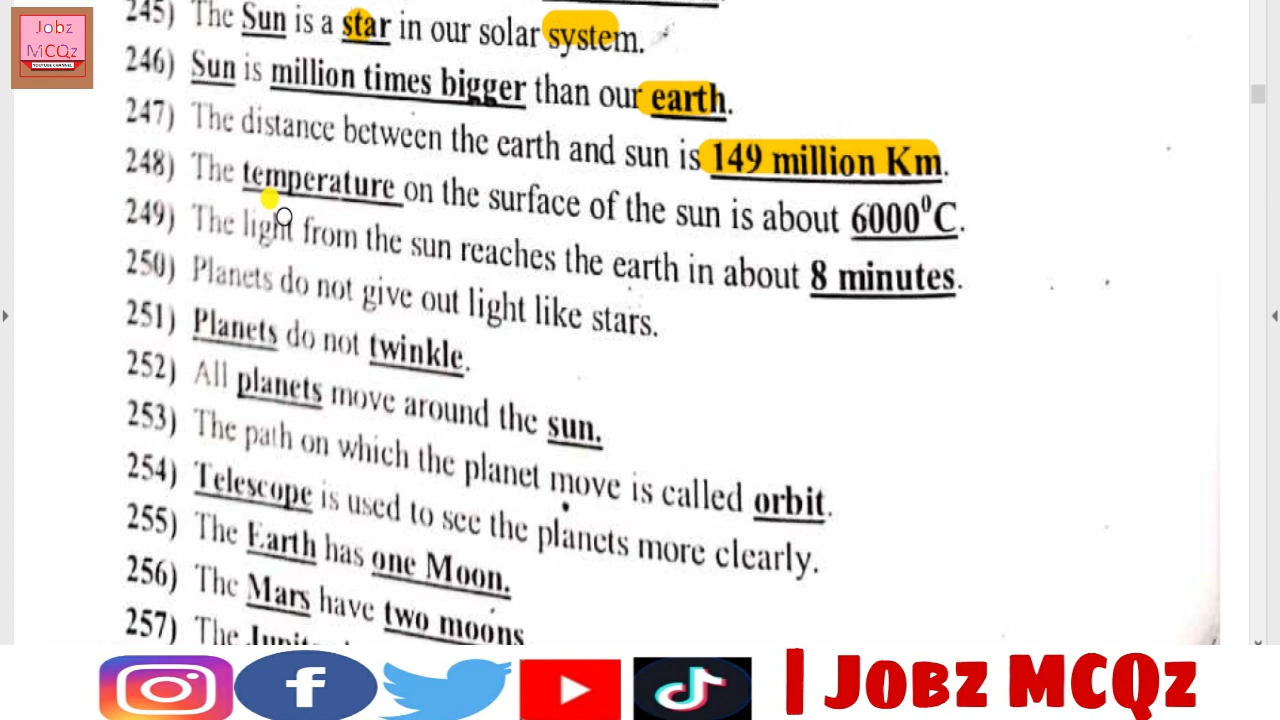 Jobz
MCQz
YOUTUBE CHANNEL
245) The Sun is a star in our solar system.
246) Sun is million times bigger than our earth.
247) The distance between the earth and sun is 149 million Km.
248) The temperature on the surface of the sun is about 6000⁰C.
249) The light from the sun reaches the earth in about 8 minutes.
250) Planets do not give out light like stars.
251) Planets do not twinkle.
252) All planets move around the sun.
253) The path on which the planet move is called orbit.
254) Telescope is used to see the planets more clearly.
255) The Earth has one Moon.
256) The Mars have two moons
257) The
| Jobz MCQz